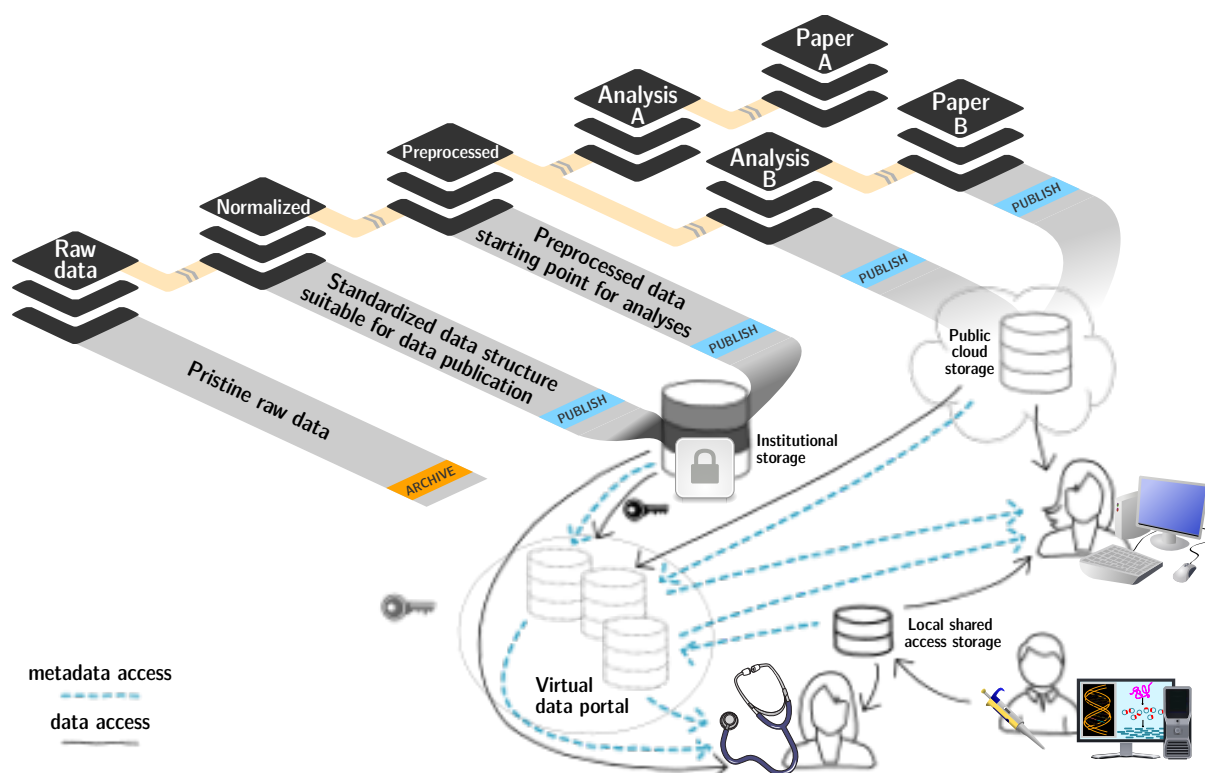 Paper
A
Analysis
A
Paper
B
Preprocessed
Analysis
B
Normalized
Raw
data
PUBLISH
PUBLISH
Preprocessed data
starting point for analyses
PUBLISH
Standardized data structure
suitable for data publication
PUBLISH
Pristine raw data
ARCHIVE
Public
cloud
storage
Institutional
storage
Local shared
access storage
Virtual
data portal
metadata access
data access